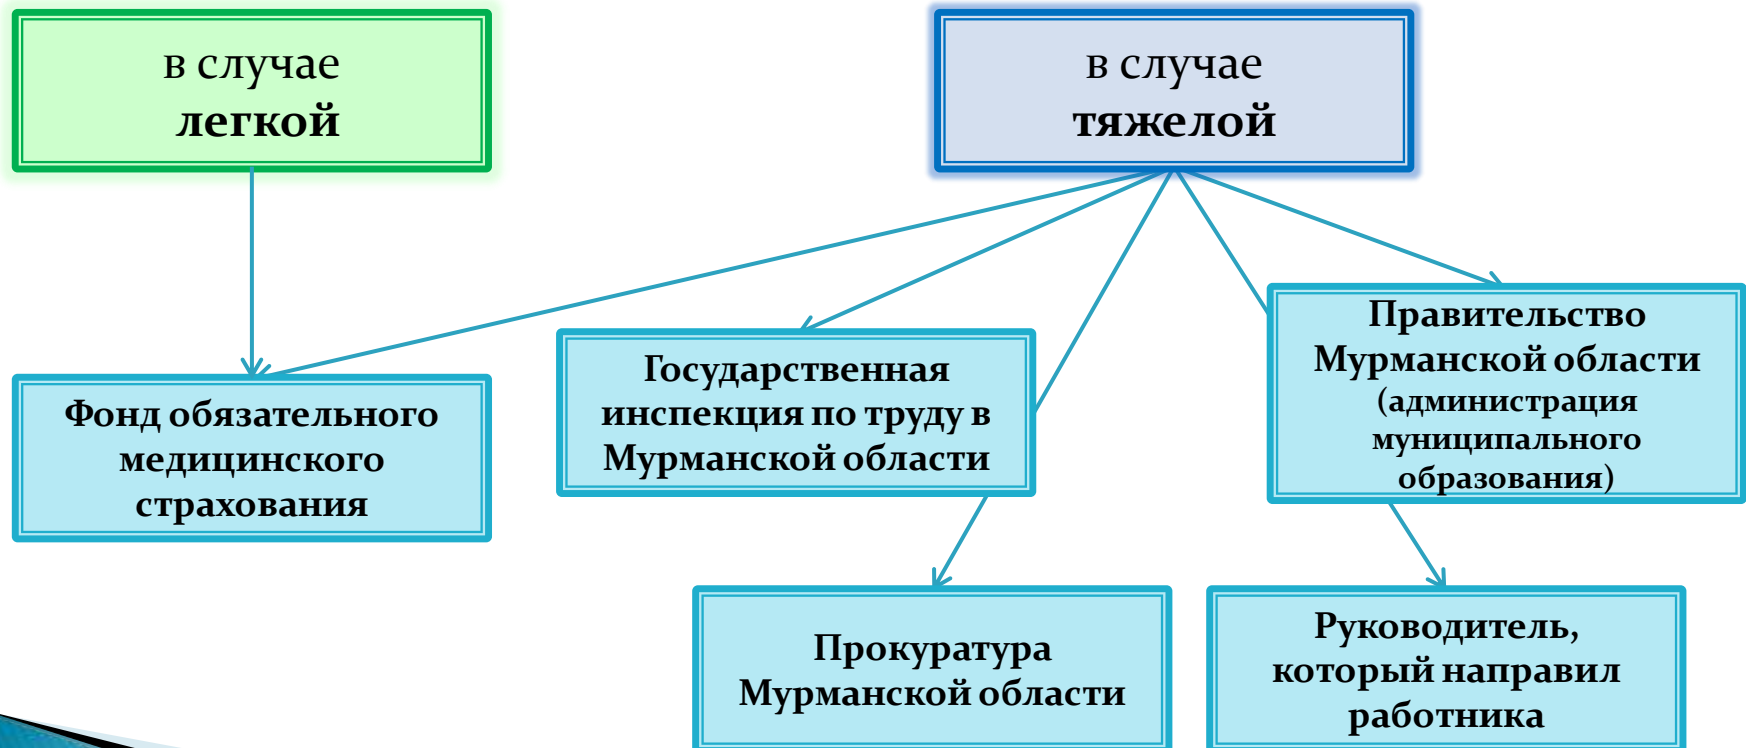 в случае
легкой
в случае
тяжелой
Фонд обязательного
медицинского
страхования
Государственная
инспекция по труду в
Мурманской области
Правительство
Мурманской области
(администрация
муниципального
образования)
Прокуратура
Мурманской области
Руководитель,
который направил
работника